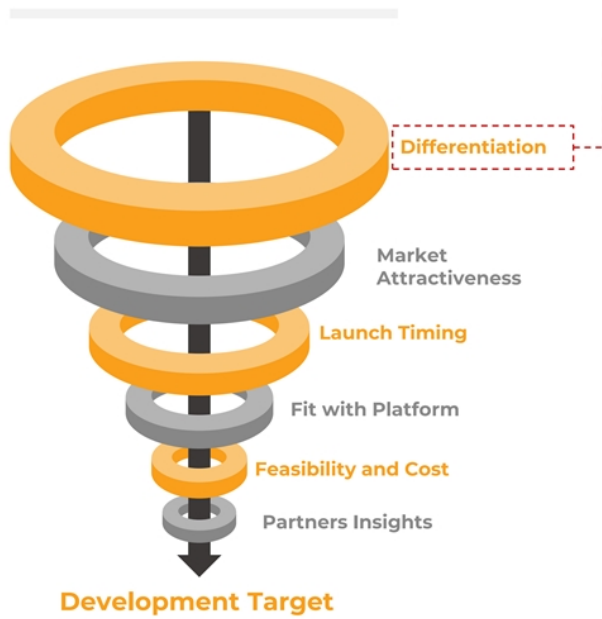 Differentiation
Market
Attractiveness
Launch Timing
Fit with Platform
Feasibility and Cost
Partners Insights
Development Target